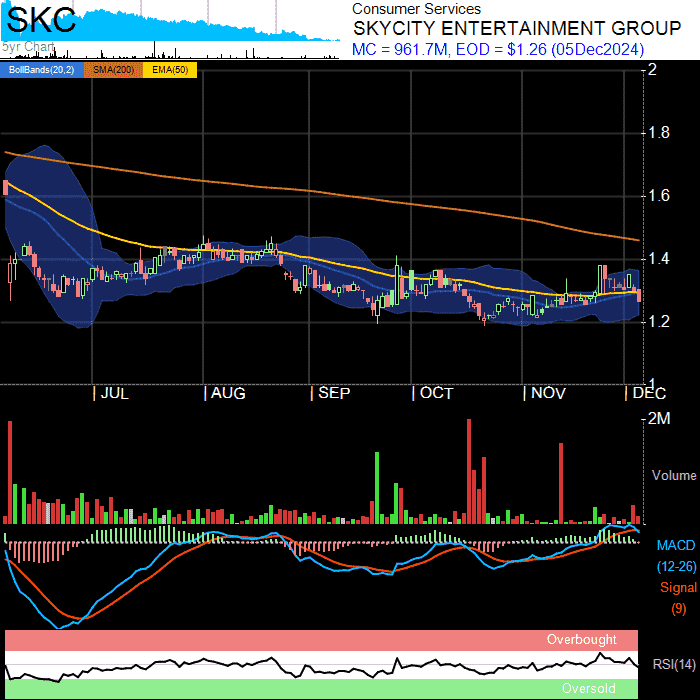 SKC
5yr Chart
Consumer Services
SKYCITY ENTERTAINMENT GROUP
MC = 961.7M, EOD = $1.26 (05Dec2024)
BollBands(20,2) SMA(200) EMA(50)
2
1.8
1.6
1.4
1.2
1
JUL AUG SEP OCT NOV DEC
2M
Volume
MACD
(12-26)
Signal
(9)
Overbought
RSI(14)
Oversold